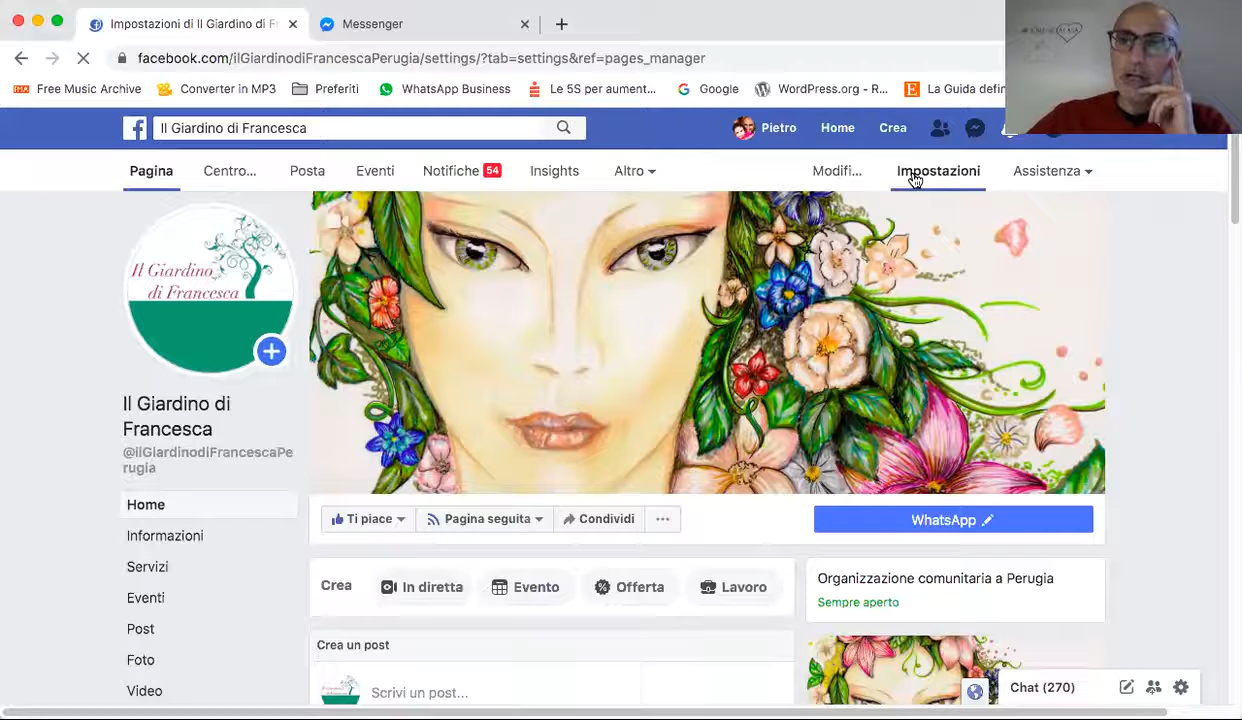 Impostazioni di Il Giardino di F
Messenger
facebook.com/ilGiardinodiFrancescaPerugia/settings/?tab=settings&ref=pages_manager
Free Music Archive
Converter in MP3
Preferiti
WhatsApp Business
Le 5S per aument...
Google
WordPress.org - R...
La Guida defin
Il Giardino di Francesca
Pietro
Home
Crea
Pagina
Centro...
Posta
Eventi
Notifiche 54
Insights
Altro
Modifi...
Impostazioni
Assistenza
Il Giardino
di Francesca
Il Giardino di
Francesca
@ilGiardinodiFrancescaPe
rugia
Home
Informazioni
Servizi
Eventi
Post
Foto
Video
Ti piace
Pagina seguita
Condividi
WhatsApp
Crea
In diretta
Evento
Offerta
Lavoro
Organizzazione comunitaria a Perugia
Sempre aperto
Crea un post
Scrivi un post...
Chat (270)